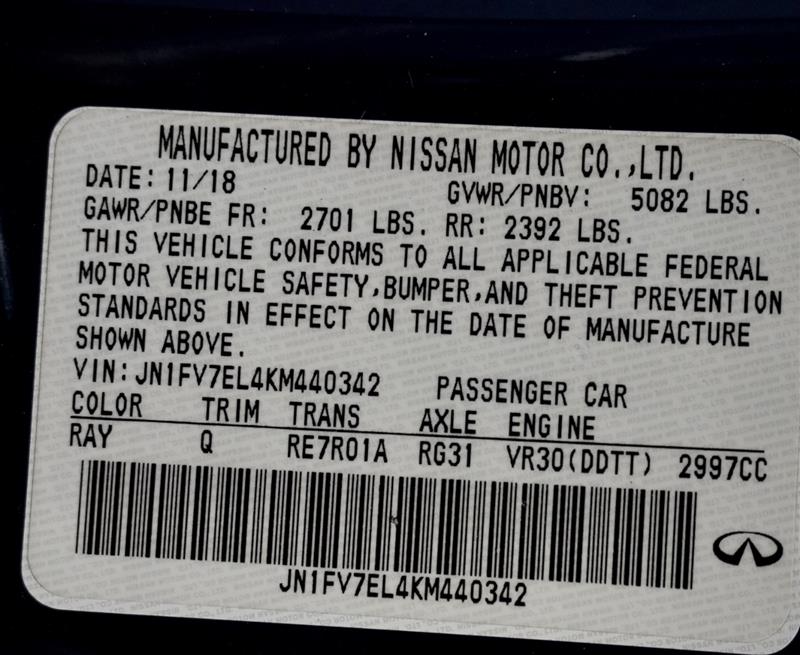 MANUFACTURED BY NISSAN MOTOR CO.,LTD.
DATE: 11/18 GVWR/PNBV: 5082 LBS.
GAWR/PNBE FR: 2701 LBS. RR: 2392 LBS.
THIS VEHICLE CONFORMS TO ALL APPLICABLE FEDERAL
MOTOR VEHICLE SAFETY,BUMPER,AND THEFT PREVENTION
STANDARDS IN EFFECT ON THE DATE OF MANUFACTURE
SHOWN ABOVE.
VIN:JN1FV7EL4KM440342 PASSENGER CAR
COLOR TRIM TRANS AXLE ENGINE
RAY Q RE7R01A RG31 VR30(DDTT) 2997CC
JN1FV7EL4KM440342